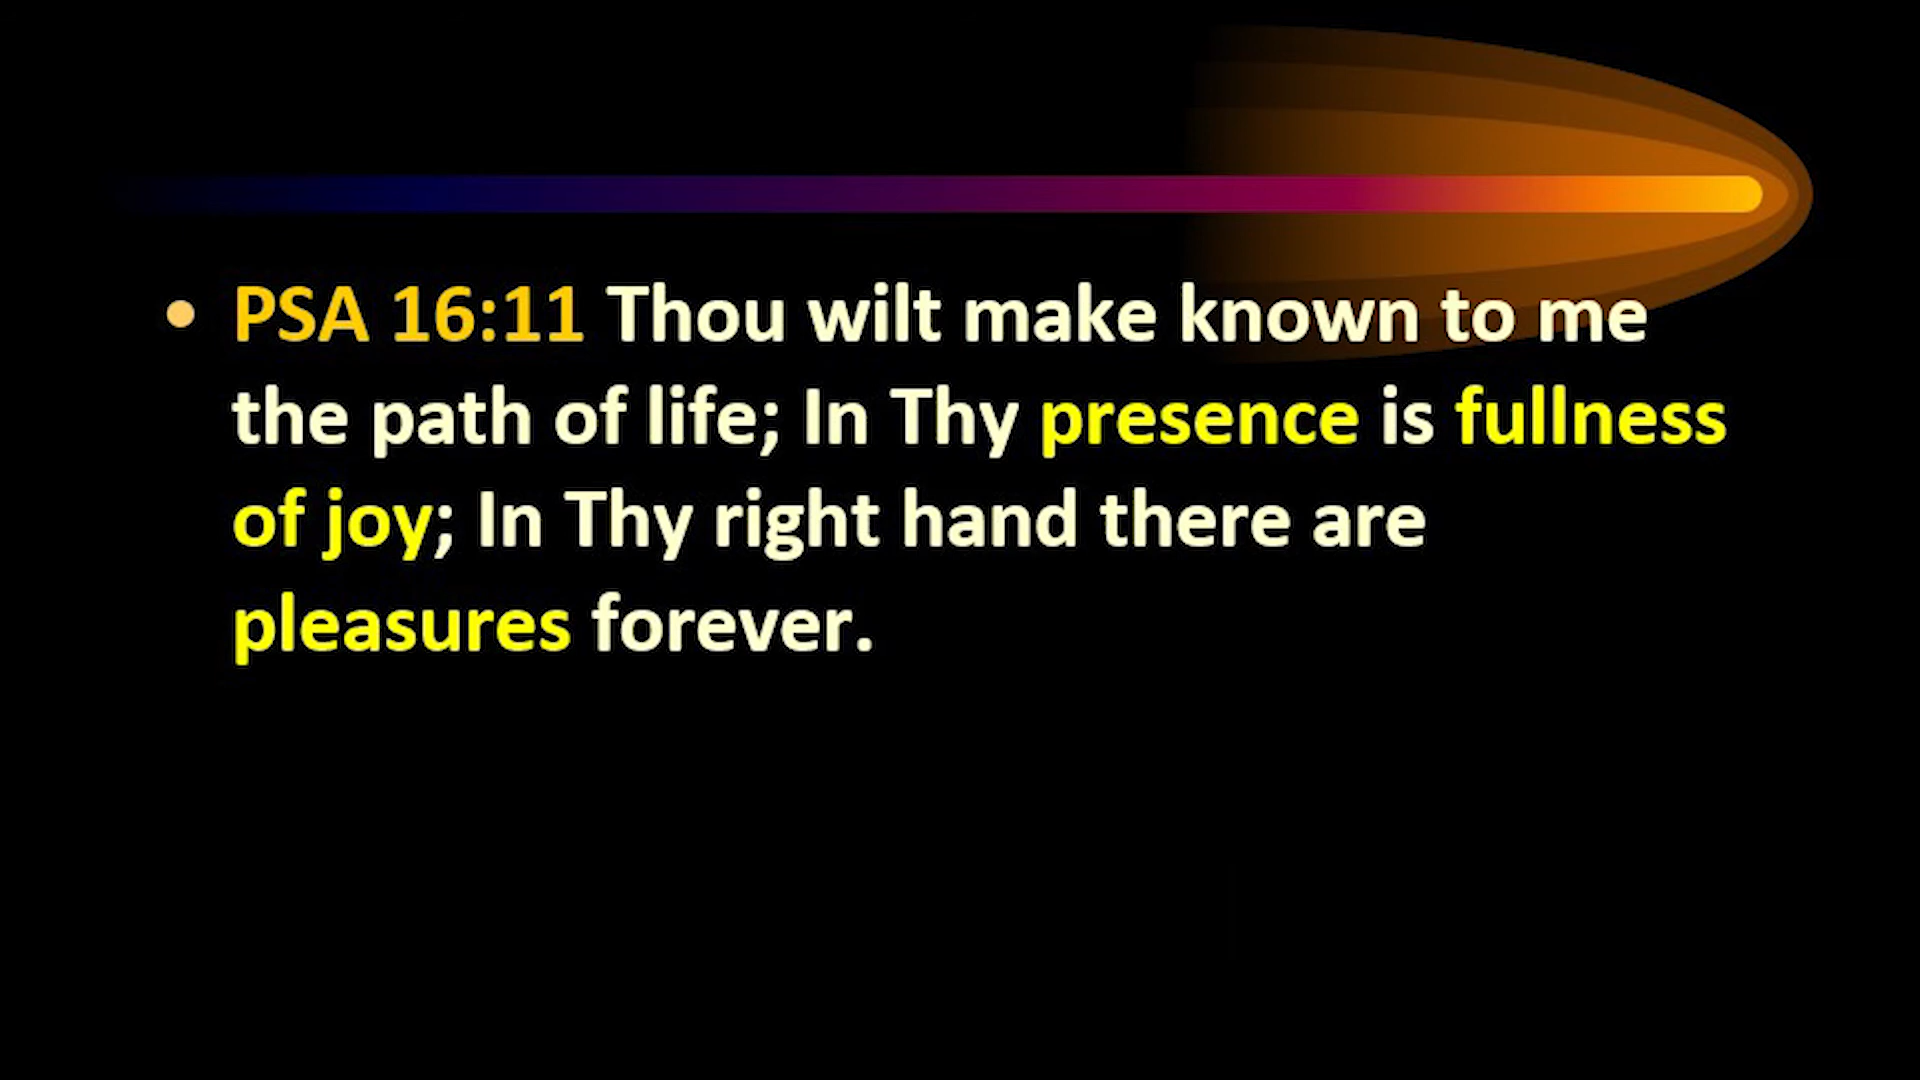 • PSA 16:11 Thou wilt make known to me
the path of life; In Thy presence is fullness
of joy; In Thy right hand there are
pleasures forever.